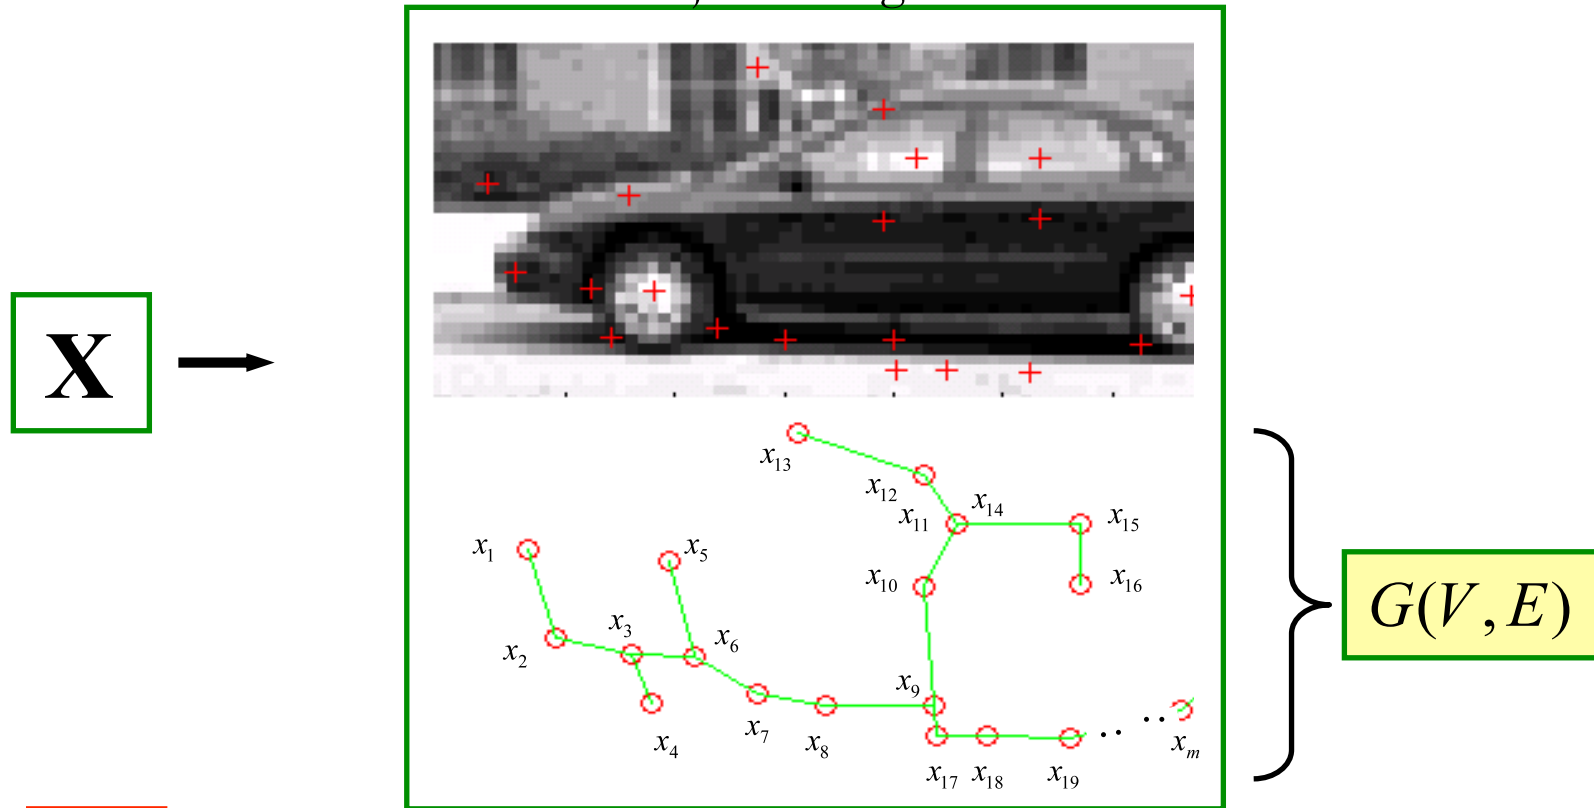 X
x₁₃
x₁₂
x₁₁ x₁₄ x₁₅
x₁ x₅
x₁₀ x₁₆
G(V, E)
x₃
x₂ x₆
x₉
x₇ x₈
x₄ .. .. xₘ
x₁₇ x₁₈ x₁₉